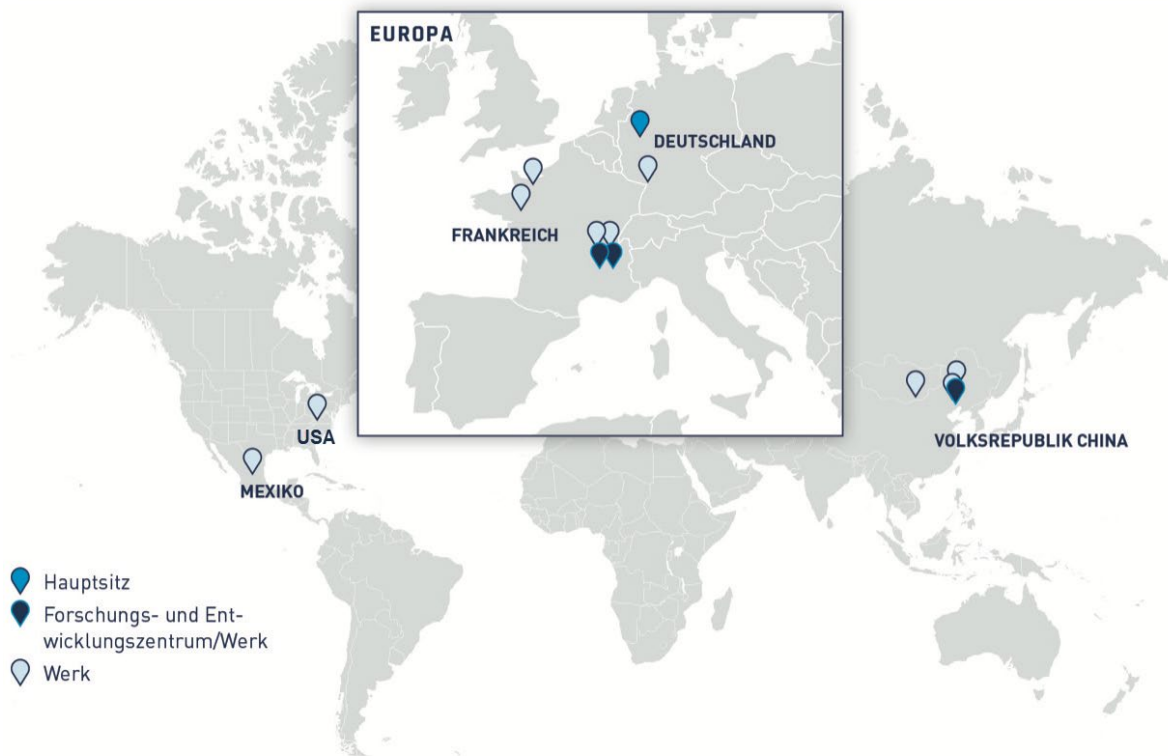 EUROPA
DEUTSCHLAND
FRANKREICH
USA
MEXIKO
VOLKSREPUBLIK CHINA
Hauptsitz
Forschungs- und Ent-
wicklungszentrum/Werk
Werk